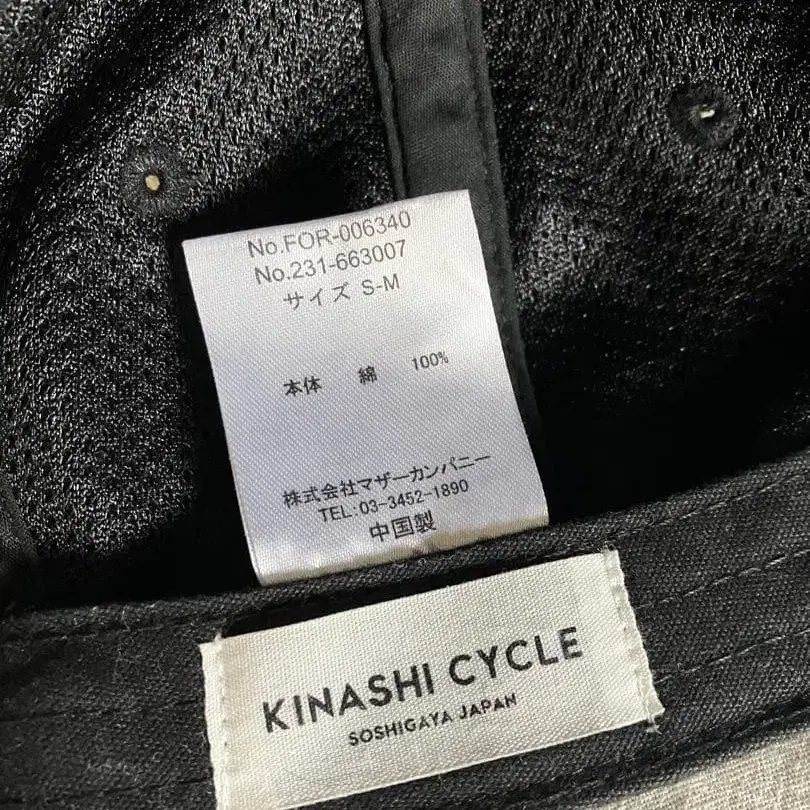 No.FOR-006340
No.231-663007
サイズ S-M
本体 綿 100%
株式会社マザーカンパニー
TEL:03-3452-1890
中国製
KINASHI CYCLE
SOSHIGAYA JAPAN